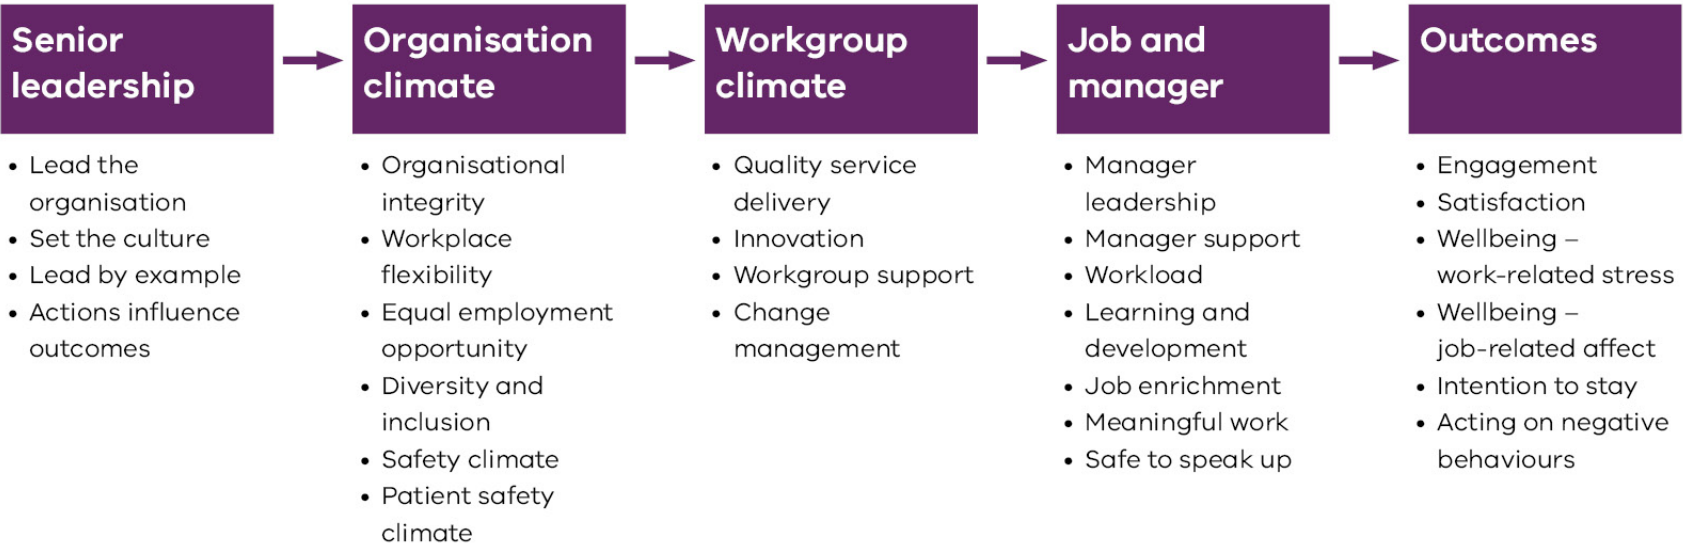 Senior
leadership
• Lead the
organisation
• Set the culture
• Lead by example
• Actions influence
outcomes
Organisation
climate
• Organisational
integrity
• Workplace
flexibility
• Equal employment
opportunity
• Diversity and
inclusion
• Safety climate
• Patient safety
climate
Workgroup
climate
• Quality service
delivery
• Innovation
• Workgroup support
• Change
management
Job and
manager
• Manager
leadership
• Manager support
• Workload
• Learning and
development
• Job enrichment
• Meaningful work
• Safe to speak up
Outcomes
• Engagement
• Satisfaction
• Wellbeing –
work-related stress
• Wellbeing –
job-related affect
• Intention to stay
• Acting on negative
behaviours